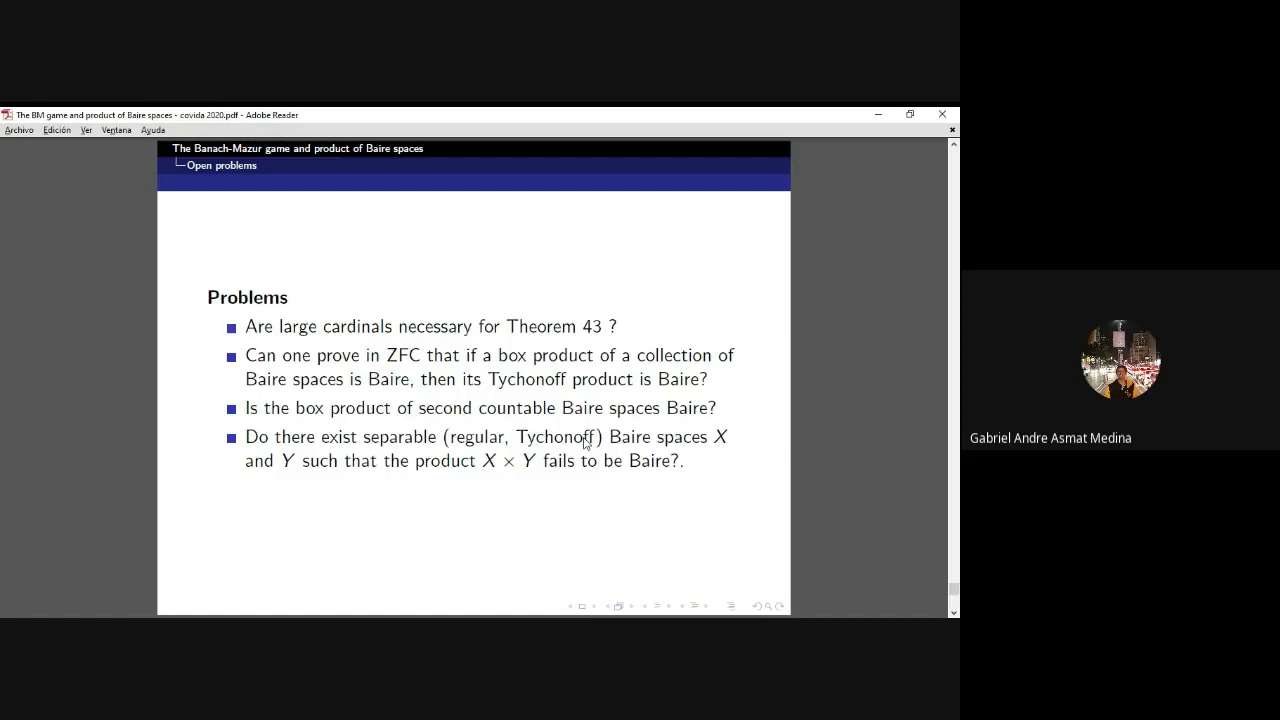 The BM game and product of Baire spaces - covida 2020.pdf - Adobe Reader
Archivo Edición Ver Ventana Ayuda
The Banach-Mazur game and product of Baire spaces
Open problems
Problems
Are large cardinals necessary for Theorem 43 ?
Can one prove in ZFC that if a box product of a collection of
Baire spaces is Baire, then its Tychonoff product is Baire?
Is the box product of second countable Baire spaces Baire?
Do there exist separable (regular, Tychonoff) Baire spaces X
and Y such that the product X × Y fails to be Baire?.
Gabriel Andre Asmat Medina